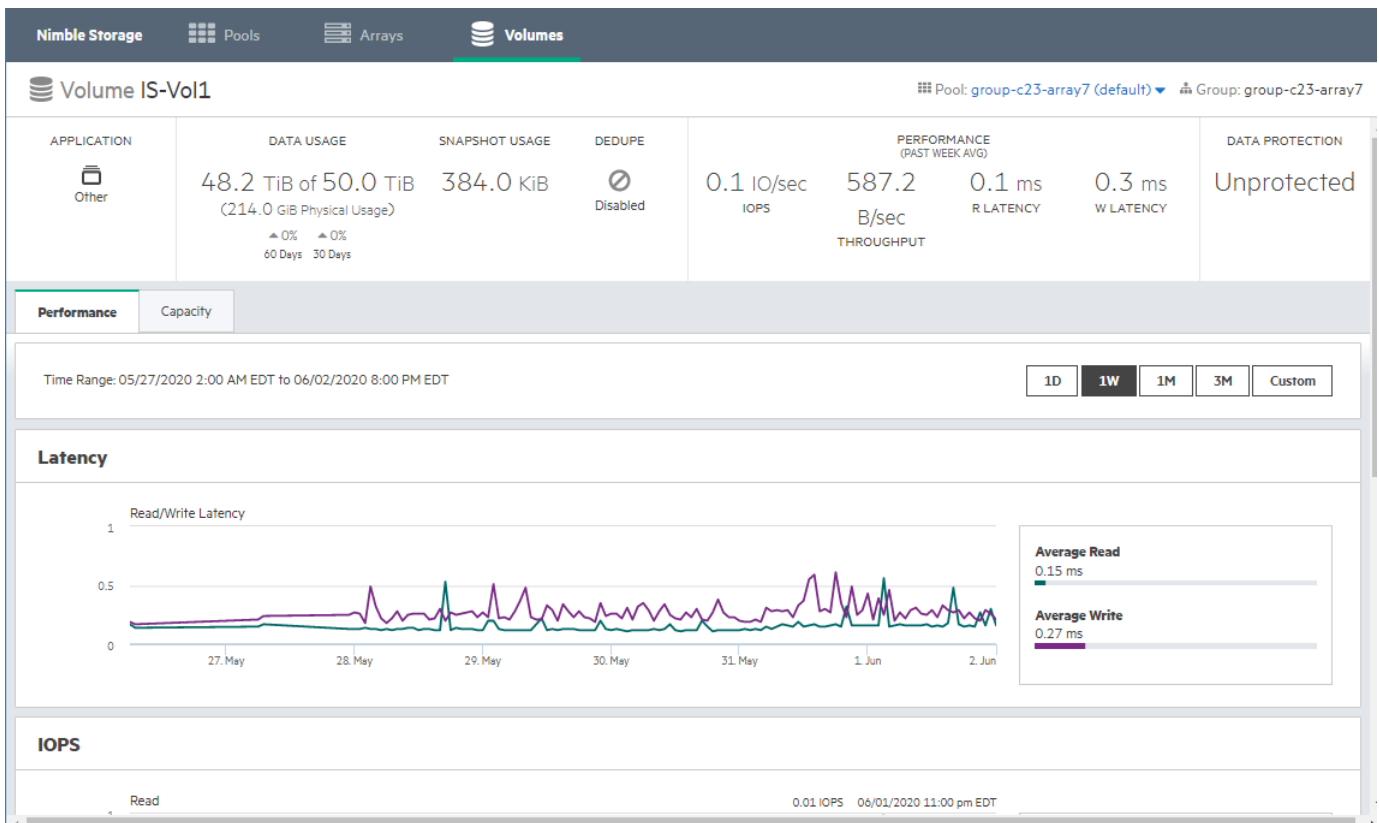 Nimble Storage Pools Arrays Volumes
Volume IS-Vol1
Pool: group-c23-array7 (default) Group: group-c23-array7
APPLICATION
Other
DATA USAGE
48.2 TiB of 50.0 TiB
(214.0 GiB Physical Usage)
0% 0%
60 Days 30 Days
SNAPSHOT USAGE
384.0 KiB
DEDUPE
Disabled
PERFORMANCE
(PAST WEEK AVG)
0.1 IO/sec
IOPS
587.2
B/sec
THROUGHPUT
0.1 ms
R LATENCY
0.3 ms
W LATENCY
DATA PROTECTION
Unprotected
Performance Capacity
Time Range: 05/27/2020 2:00 AM EDT to 06/02/2020 8:00 PM EDT
1D 1W 1M 3M Custom
Latency
Read/Write Latency
1
0.5
0
27. May 28. May 29. May 30. May 31. May 1. Jun 2. Jun
Average Read
0.15 ms
Average Write
0.27 ms
IOPS
Read 0.01 IOPS 06/01/2020 11:00 pm EDT